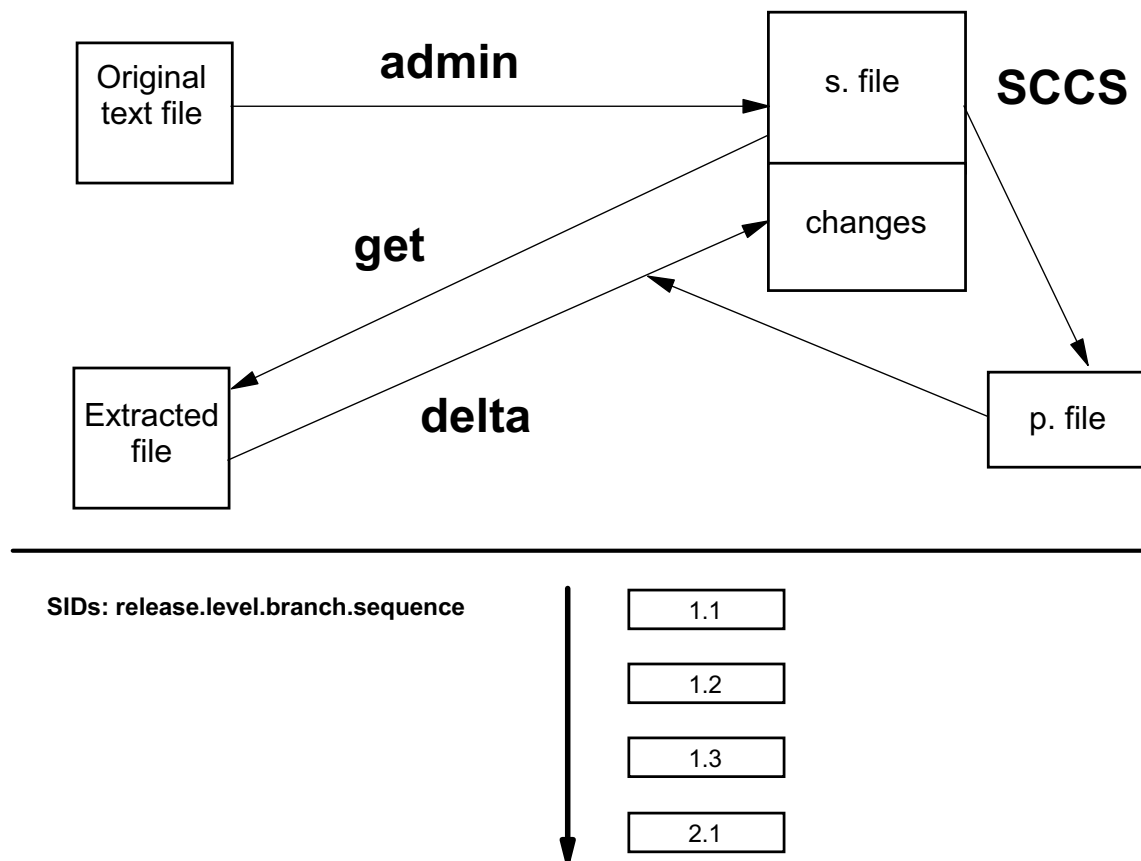 admin
Original
text file
s. file
SCCS
get
changes
Extracted
file
delta
p. file
SIDs: release.level.branch.sequence
1.1
1.2
1.3
2.1